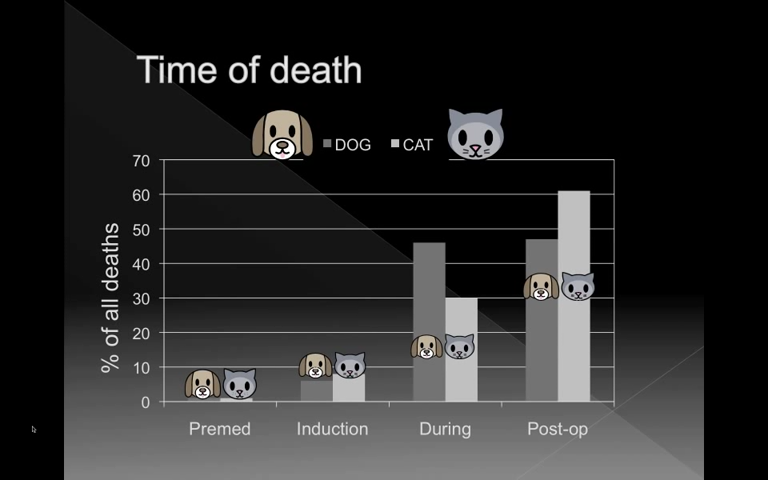 Time of death
DOG CAT
70
60
50
40
30
20
10
0
% of all deaths
Premed Induction During Post-op